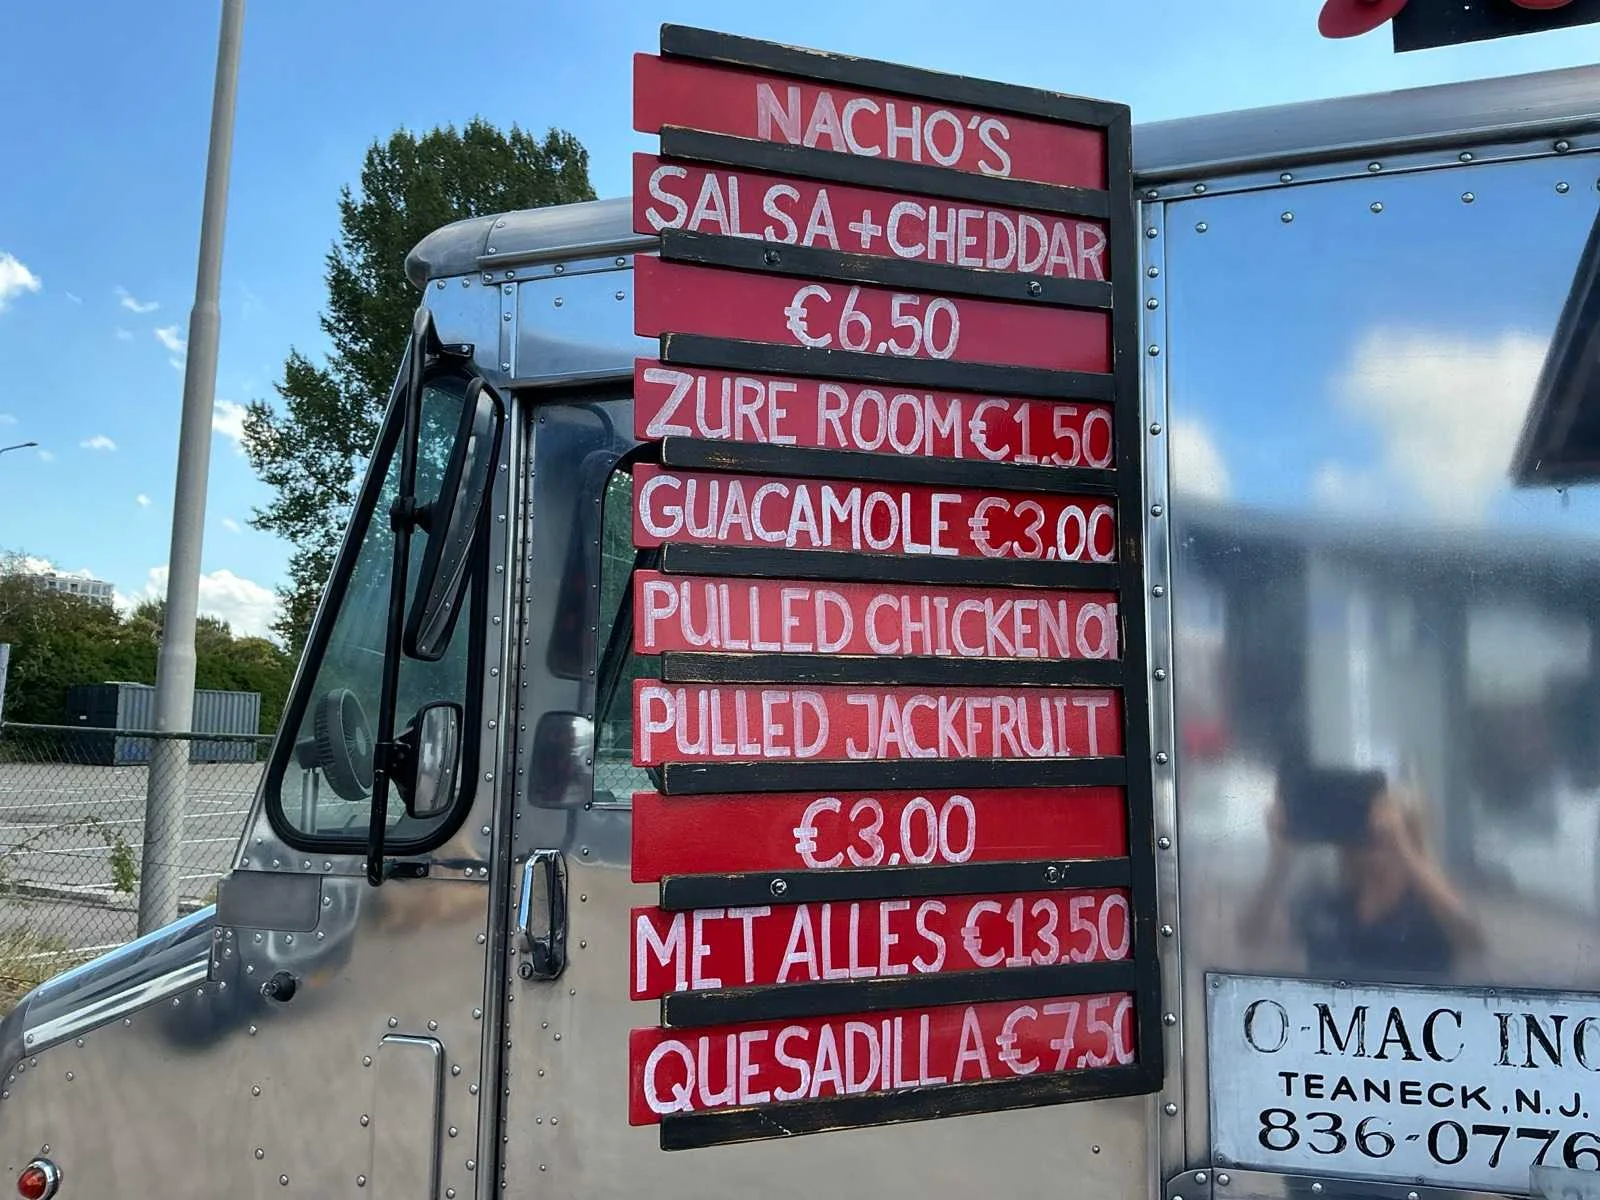 NACHO'S
SALSA + CHEDDAR
€6,50
ZURE ROOM €1,50
GUACAMOLE €3,00
PULLED CHICKEN OF
PULLED JACKFRUIT
€3,00
MET ALLES €13,50
QUESADILLA €7,50
O-MAC INC
TEANECK, N.J.
836-0776